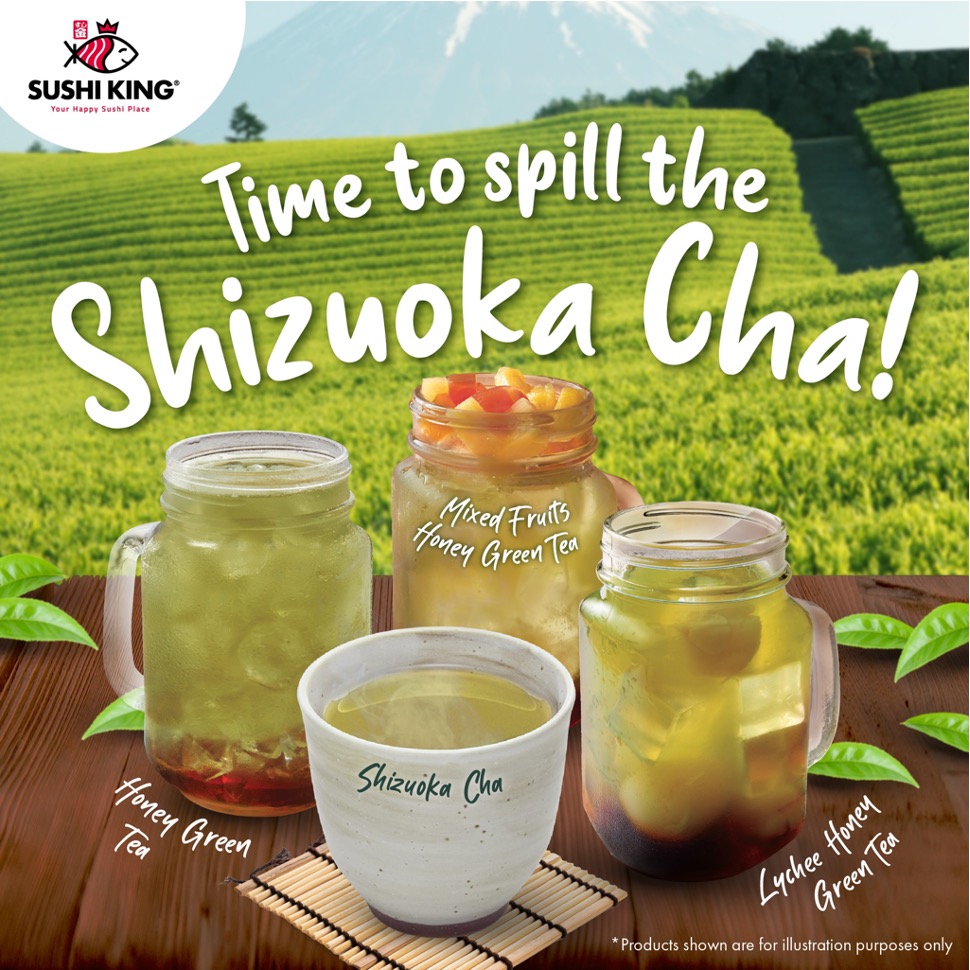 SUSHI KING®
Your Happy Sushi Place
Time to spill the
Shizuoka Cha!
Mixed Fruits
Honey Green Tea
Shizuoka Cha
Honey Green
Tea
Lychee Honey
Green Tea
*Products shown are for illustration purposes only